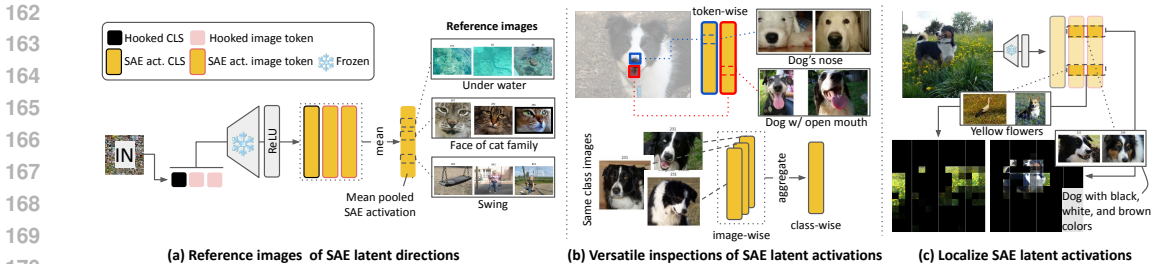 162
163
164
165
166
167
168
169
Hooked CLS
Hooked image token
SAE act. CLS
SAE act. image token
Frozen
IN
ReLU
mean
Mean pooled
SAE activation
Reference images
Under water
Face of cat family
Swing
(a) Reference images of SAE latent directions
token-wise
Dog's nose
Dog w/ open mouth
Same class images
image-wise
aggregate
class-wise
(b) Versatile inspections of SAE latent activations
Yellow flowers
Dog with black,
white, and brown
colors
(c) Localize SAE latent activations